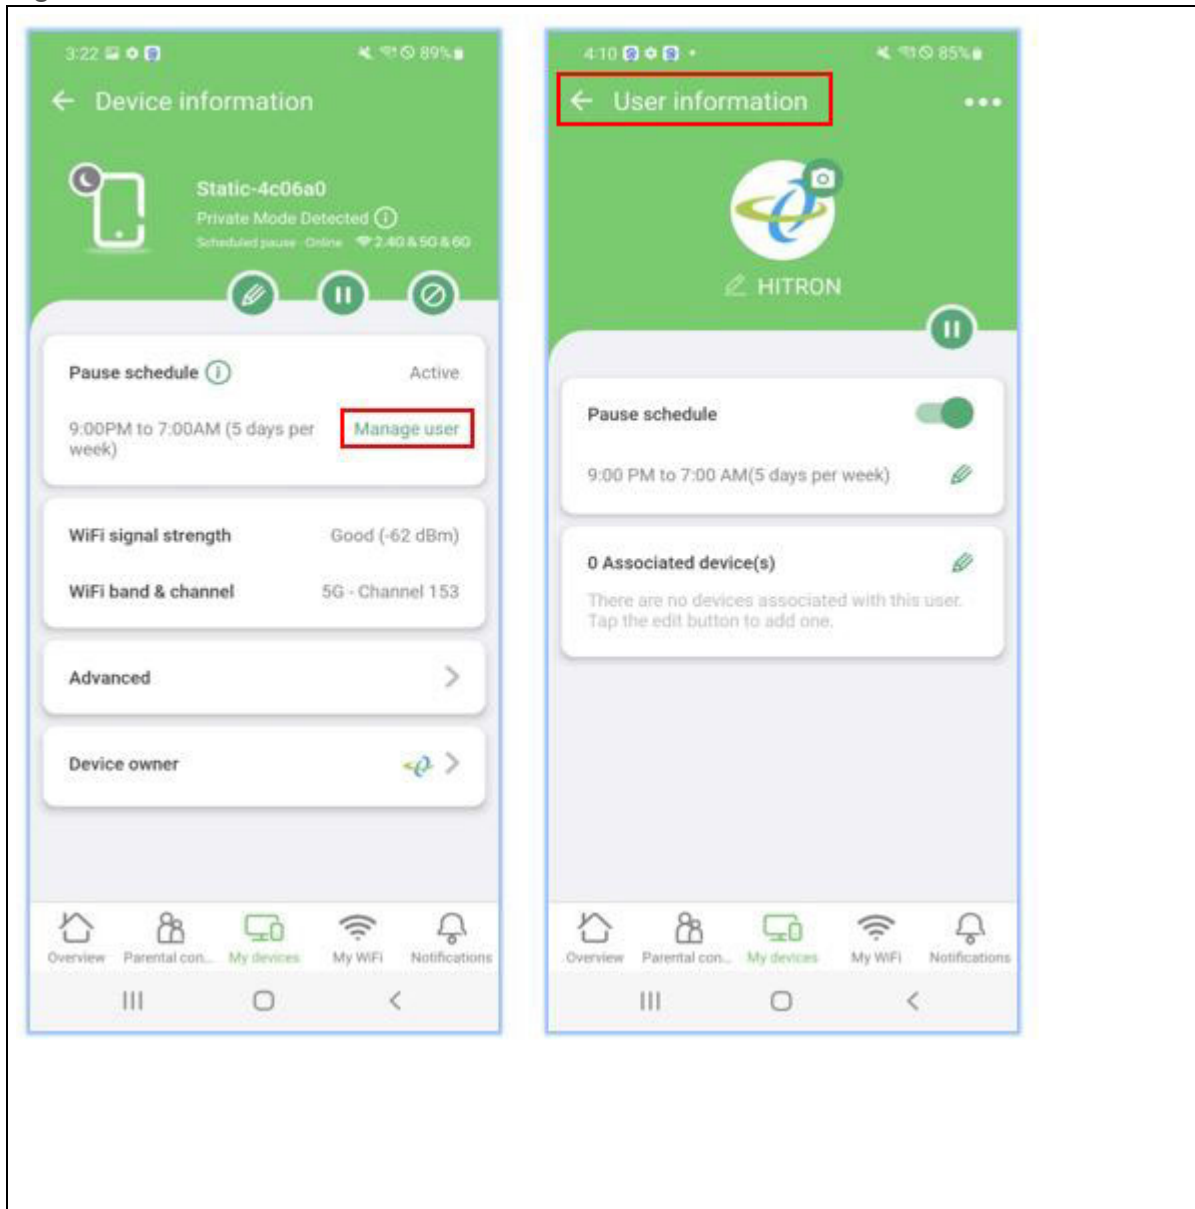 3:22 89%
Device information
Static-4c06a0
Private Mode Detected
Scheduled pause · Online 2.4G & 5G & 6G
Pause schedule Active
9:00PM to 7:00AM (5 days per week) Manage user
WiFi signal strength Good (-62 dBm)
WiFi band & channel 5G - Channel 153
Advanced
Device owner
Overview Parental con... My devices My WiFi Notifications
4:10 85%
User information
HITRON
Pause schedule
9:00 PM to 7:00 AM(5 days per week)
0 Associated device(s)
There are no devices associated with this user.
Tap the edit button to add one.
Overview Parental con... My devices My WiFi Notifications